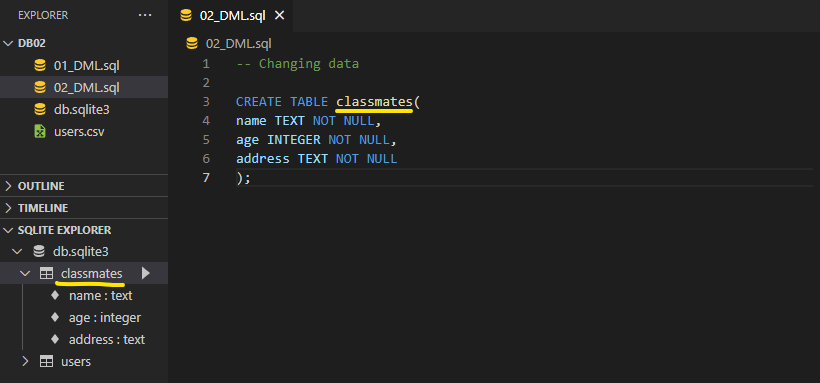 EXPLORER
DB02
01_DML.sql
02_DML.sql
db.sqlite3
users.csv
OUTLINE
TIMELINE
SQLITE EXPLORER
db.sqlite3
classmates
name : text
age : integer
address : text
users
02_DML.sql
02_DML.sql
1 -- Changing data
2
3 CREATE TABLE classmates(
4 name TEXT NOT NULL,
5 age INTEGER NOT NULL,
6 address TEXT NOT NULL
7 );